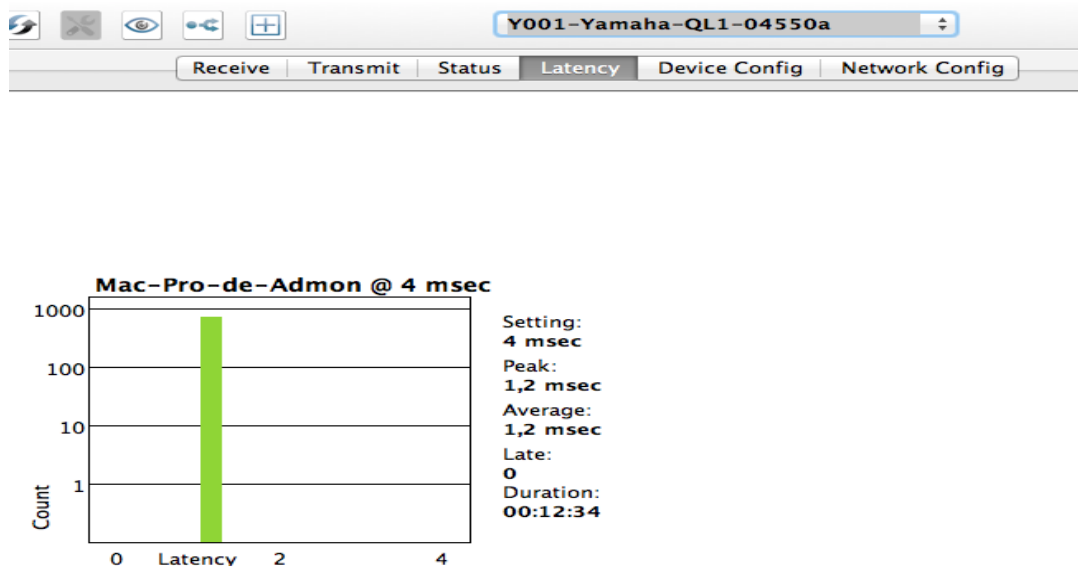 Y001-Yamaha-QL1-04550a
Receive Transmit Status Latency Device Config Network Config
Mac-Pro-de-Admon @ 4 msec
1000
100
10
1
Count
0 Latency 2 4
Setting:
4 msec
Peak:
1,2 msec
Average:
1,2 msec
Late:
0
Duration:
00:12:34